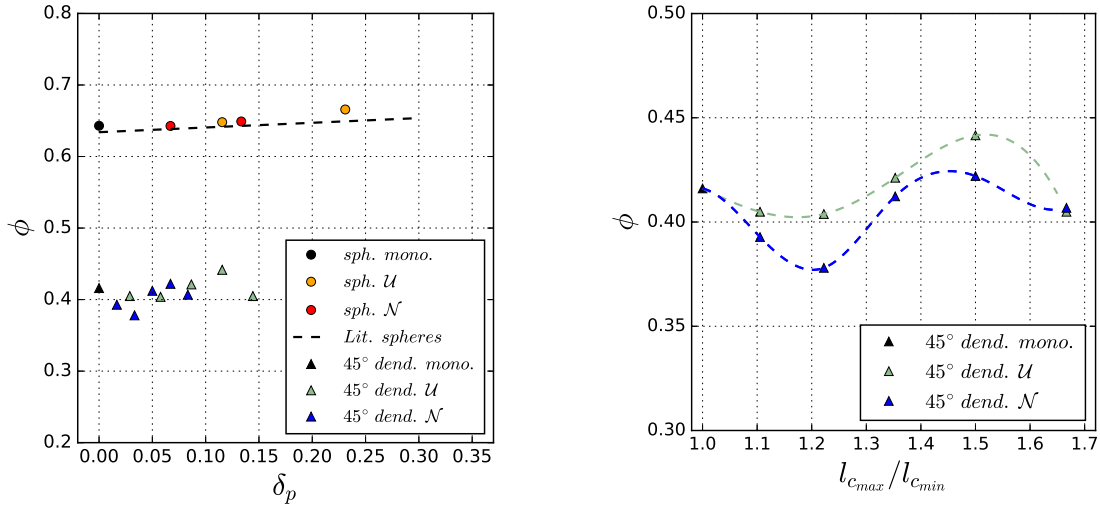 0.8
0.7
0.6
0.5
0.4
0.3
0.2
ϕ
sph. mono.
sph. 𝒰
sph. 𝒩
Lit. spheres
45° dend. mono.
45° dend. 𝒰
45° dend. 𝒩
0.00 0.05 0.10 0.15 0.20 0.25 0.30 0.35
δ_p
0.50
0.45
0.40
0.35
0.30
ϕ
45° dend. mono.
45° dend. 𝒰
45° dend. 𝒩
1.0 1.1 1.2 1.3 1.4 1.5 1.6 1.7
l_{c_{max}}/l_{c_{min}}